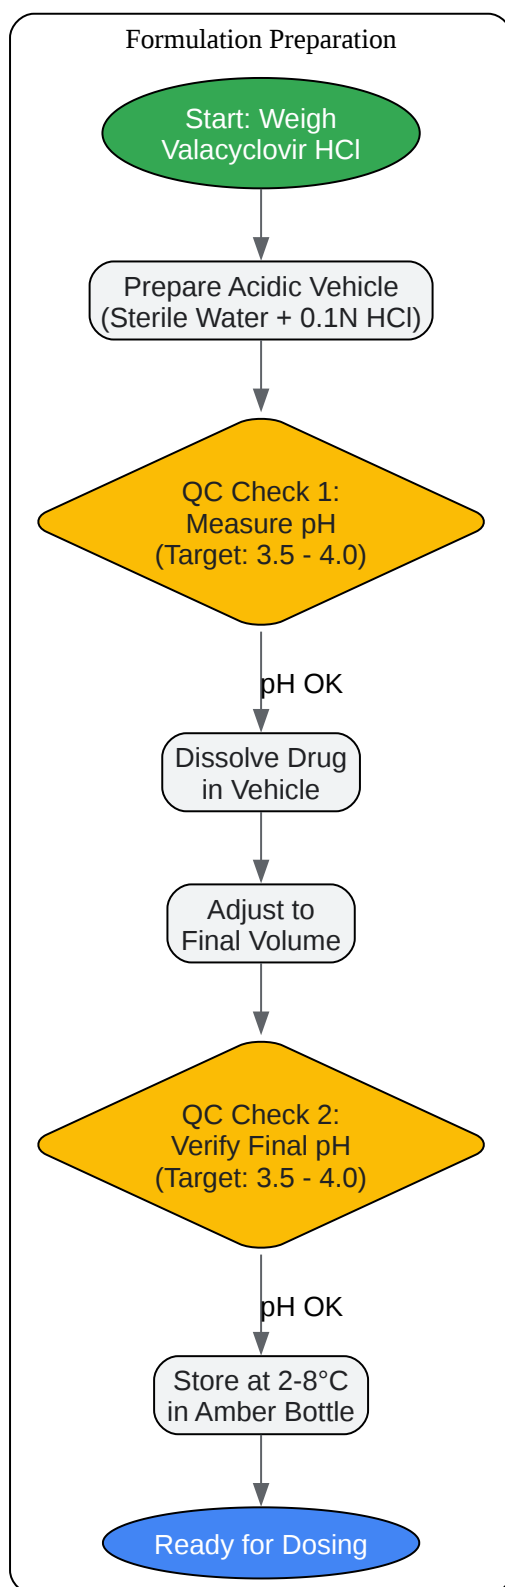 Formulation Preparation
Start: Weigh
Valacyclovir HCl
Prepare Acidic Vehicle
(Sterile Water + 0.1N HCl)
QC Check 1:
Measure pH
(Target: 3.5 - 4.0)
pH OK
Dissolve Drug
in Vehicle
Adjust to
Final Volume
QC Check 2:
Verify Final pH
(Target: 3.5 - 4.0)
pH OK
Store at 2-8°C
in Amber Bottle
Ready for Dosing